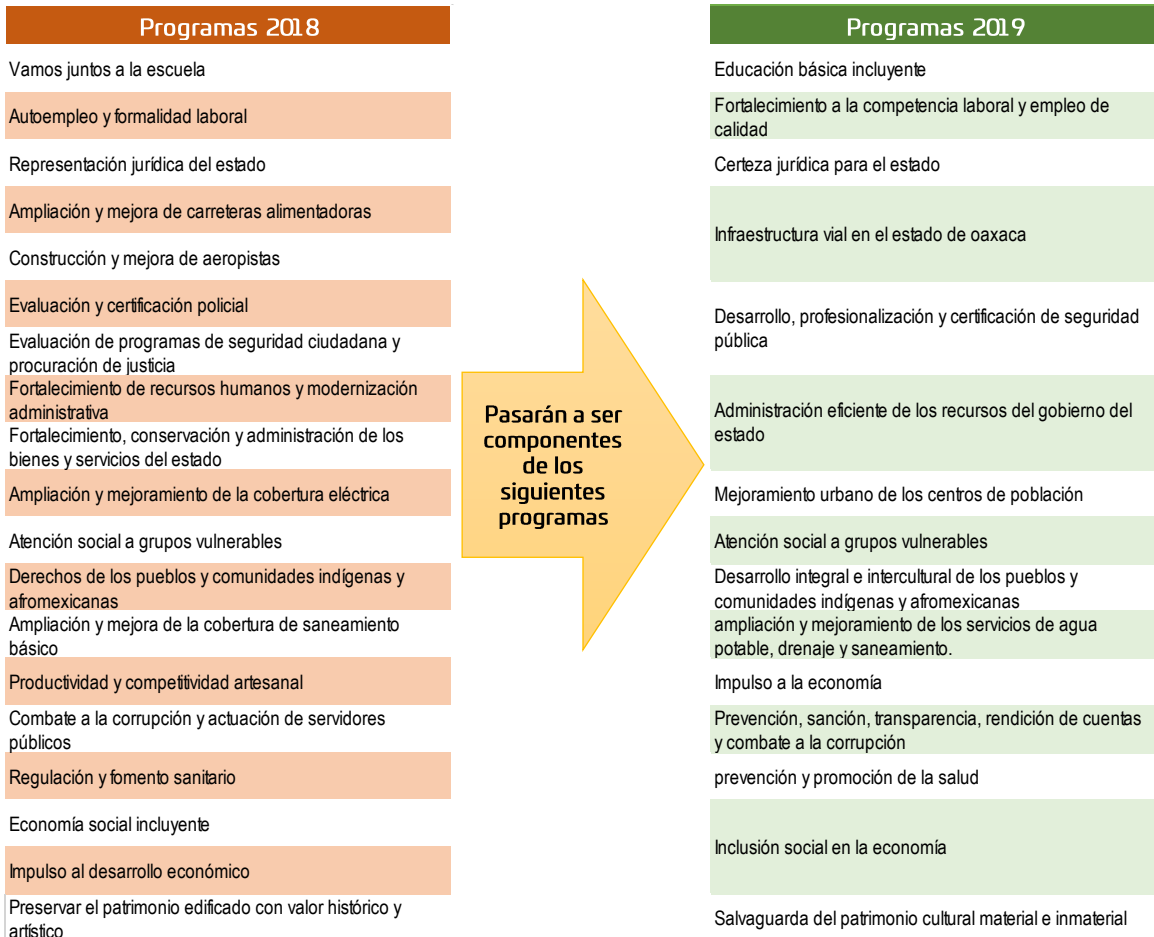 Programas 2018
Vamos juntos a la escuela
Autoempleo y formalidad laboral
Representación jurídica del estado
Ampliación y mejora de carreteras alimentadoras
Construcción y mejora de aeropistas
Evaluación y certificación policial
Evaluación de programas de seguridad ciudadana y
procuración de justicia
Fortalecimiento de recursos humanos y modernización
administrativa
Fortalecimiento, conservación y administración de los
bienes y servicios del estado
Ampliación y mejoramiento de la cobertura eléctrica
Atención social a grupos vulnerables
Derechos de los pueblos y comunidades indígenas y
afromexicanas
Ampliación y mejora de la cobertura de saneamiento
básico
Productividad y competitividad artesanal
Combate a la corrupción y actuación de servidores
públicos
Regulación y fomento sanitario
Economía social incluyente
Impulso al desarrollo económico
Preservar el patrimonio edificado con valor histórico y
artístico
Pasarán a ser
componentes
de los
siguientes
programas
Programas 2019
Educación básica incluyente
Fortalecimiento a la competencia laboral y empleo de
calidad
Certeza jurídica para el estado
Infraestructura vial en el estado de oaxaca
Desarrollo, profesionalización y certificación de seguridad
pública
Administración eficiente de los recursos del gobierno del
estado
Mejoramiento urbano de los centros de población
Atención social a grupos vulnerables
Desarrollo integral e intercultural de los pueblos y
comunidades indígenas y afromexicanas
ampliación y mejoramiento de los servicios de agua
potable, drenaje y saneamiento.
Impulso a la economía
Prevención, sanción, transparencia, rendición de cuentas
y combate a la corrupción
prevención y promoción de la salud
Inclusión social en la economía
Salvaguarda del patrimonio cultural material e inmaterial